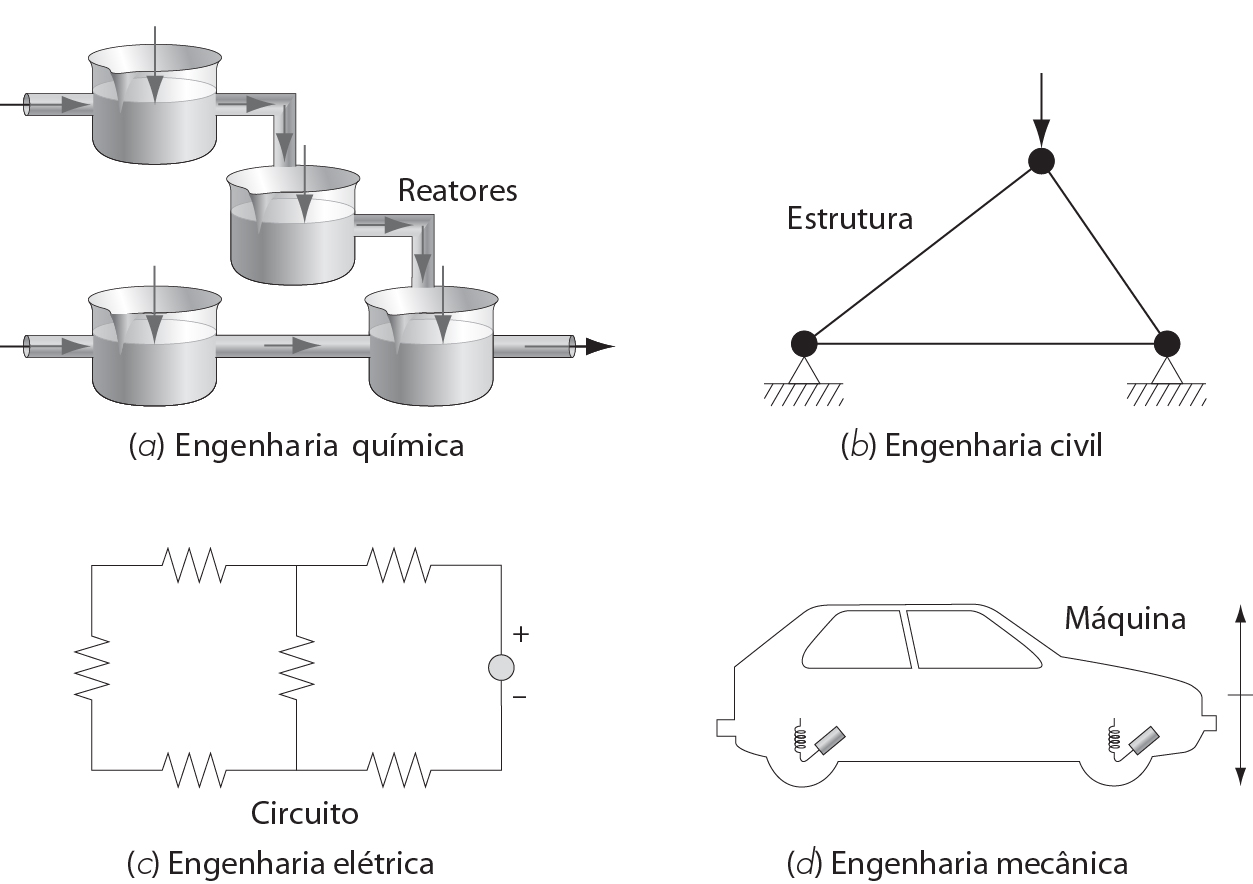 Reatores
Estrutura
(a) Engenharia química
(b) Engenharia civil
+
–
Circuito
(c) Engenharia elétrica
Máquina
(d) Engenharia mecânica